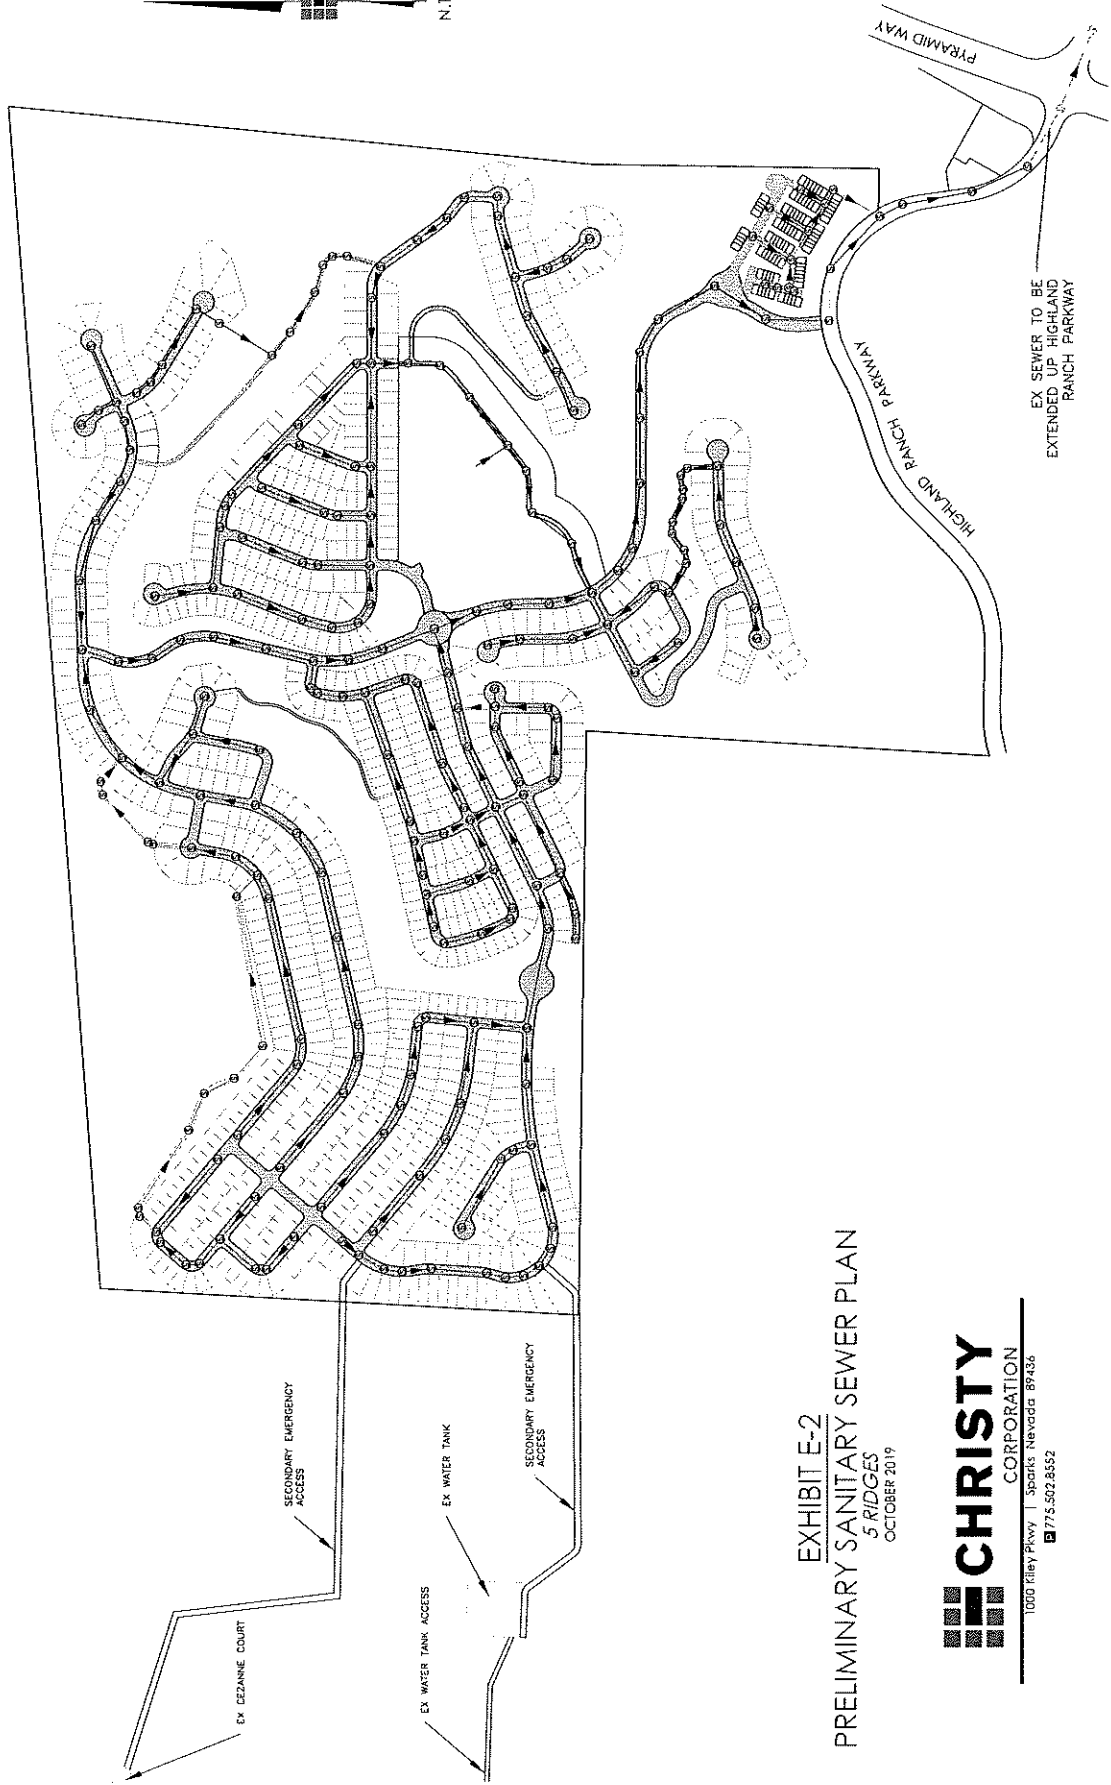 N.T
PYRAMID WAY
HIGHLAND RANCH PARKWAY
EX SEWER TO BE
EXTENDED UP HIGHLAND
RANCH PARKWAY
SECONDARY EMERGENCY
ACCESS
EX CEZANNE COURT
EX WATER TANK
EX WATER TANK ACCESS
SECONDARY EMERGENCY
ACCESS
EXHIBIT E-2
PRELIMINARY SANITARY SEWER PLAN
5 RIDGES
OCTOBER 2019
CHRISTY
CORPORATION
1000 Kiley Pkwy | Sparks Nevada 89436
P 775.502.8552